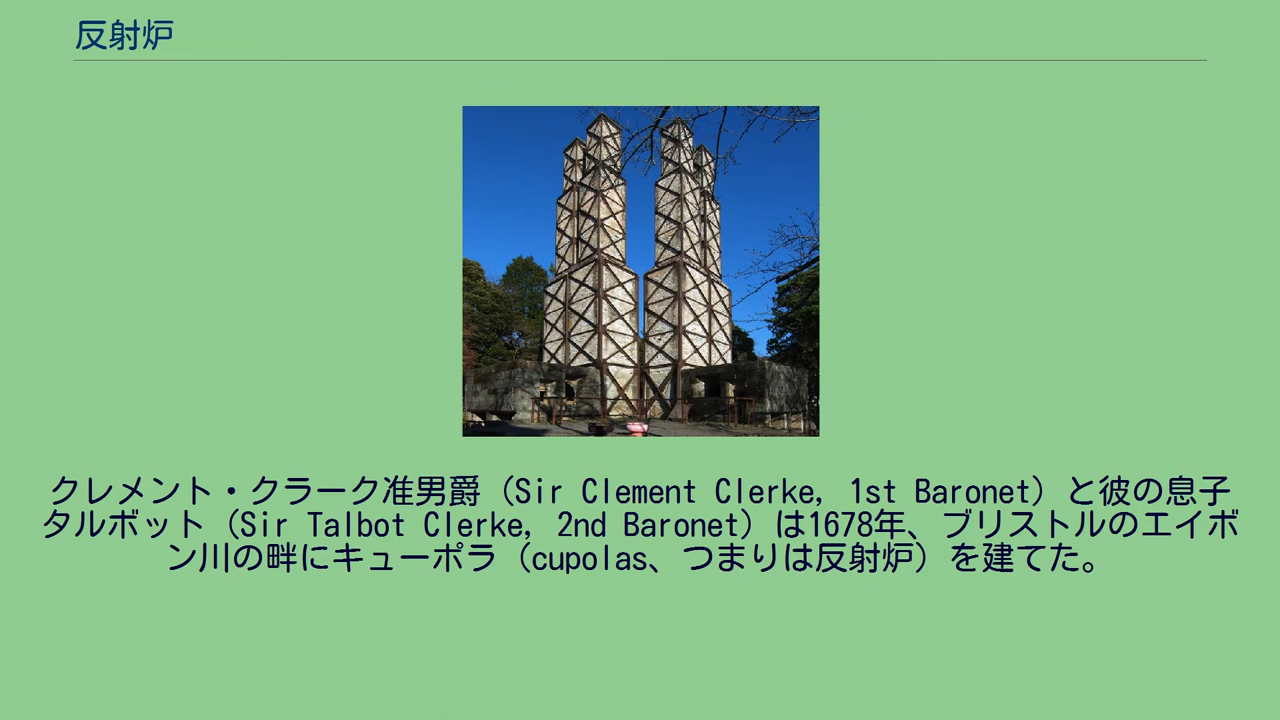 反射炉
クレメント・クラーク准男爵（Sir Clement Clerke, 1st Baronet）と彼の息子
タルボット（Sir Talbot Clerke, 2nd Baronet）は1678年、ブリストルのエイボ
ン川の畔にキューポラ（cupolas、つまりは反射炉）を建てた。